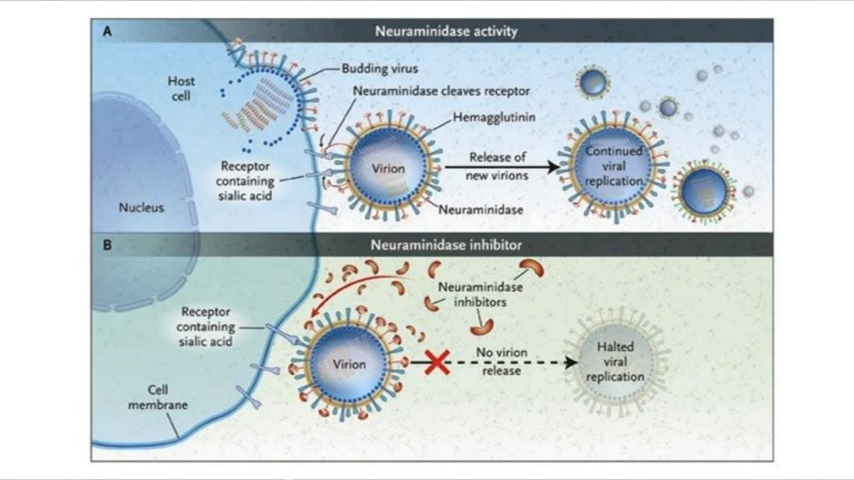 A
Neuraminidase activity
Host
cell
Budding virus
Neuraminidase cleaves receptor
Hemagglutinin
Virion
Release of
new virions
Continued
viral
replication
Receptor
containing
sialic acid
Nucleus
Neuraminidase
B
Neuraminidase inhibitor
Neuraminidase
inhibitors
Receptor
containing
sialic acid
Virion
No virion
release
Halted
viral
replication
Cell
membrane